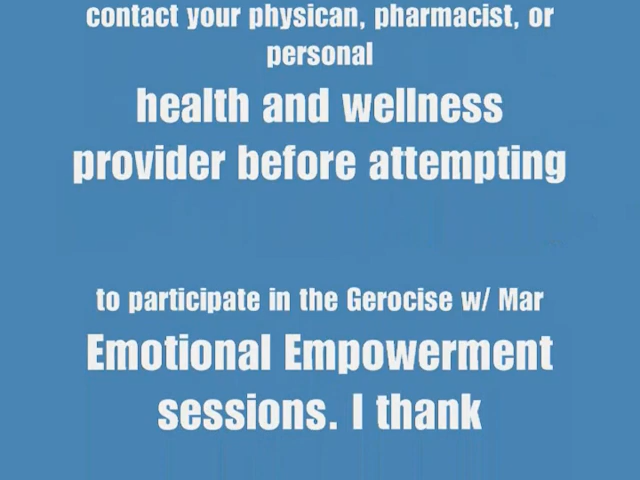 contact your physican, pharmacist, or
personal
health and wellness
provider before attempting
to participate in the Gerocise w/ Mar
Emotional Empowerment
sessions. I thank